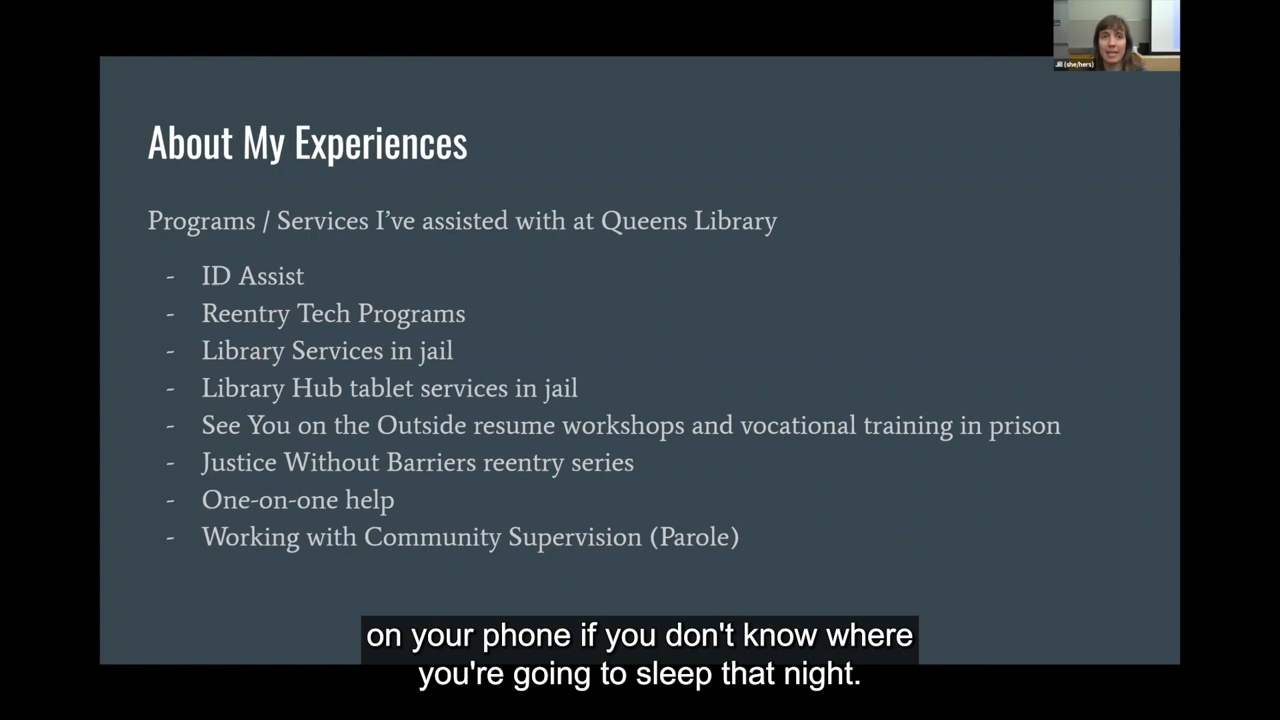 Jill (she/hers)
About My Experiences
Programs / Services I've assisted with at Queens Library
- ID Assist
- Reentry Tech Programs
- Library Services in jail
- Library Hub tablet services in jail
- See You on the Outside resume workshops and vocational training in prison
- Justice Without Barriers reentry series
- One-on-one help
- Working with Community Supervision (Parole)
on your phone if you don't know where
you're going to sleep that night.